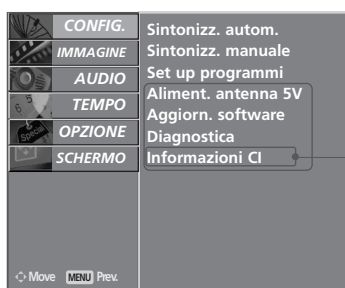 CONFIG.
IMMAGINE
AUDIO
TEMPO
OPZIONE
SCHERMO
Sintonizz. autom.
Sintonizz. manuale
Set up programmi
Aliment. antenna 5V
Aggiorn. software
Diagnostica
Informazioni CI
Move MENU Prev.